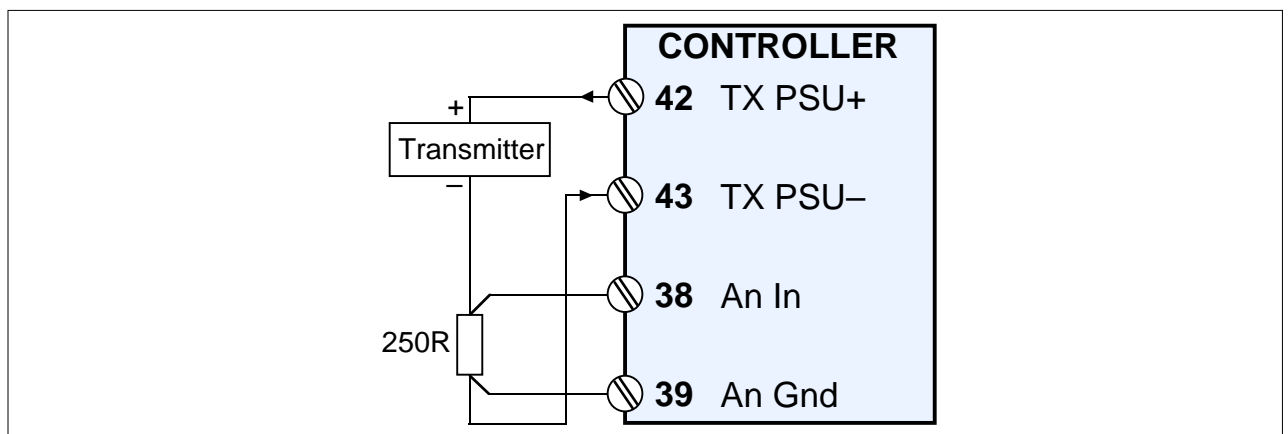 CONTROLLER
42 TX PSU+
+
Transmitter
–
43 TX PSU–
38 An In
250R
39 An Gnd